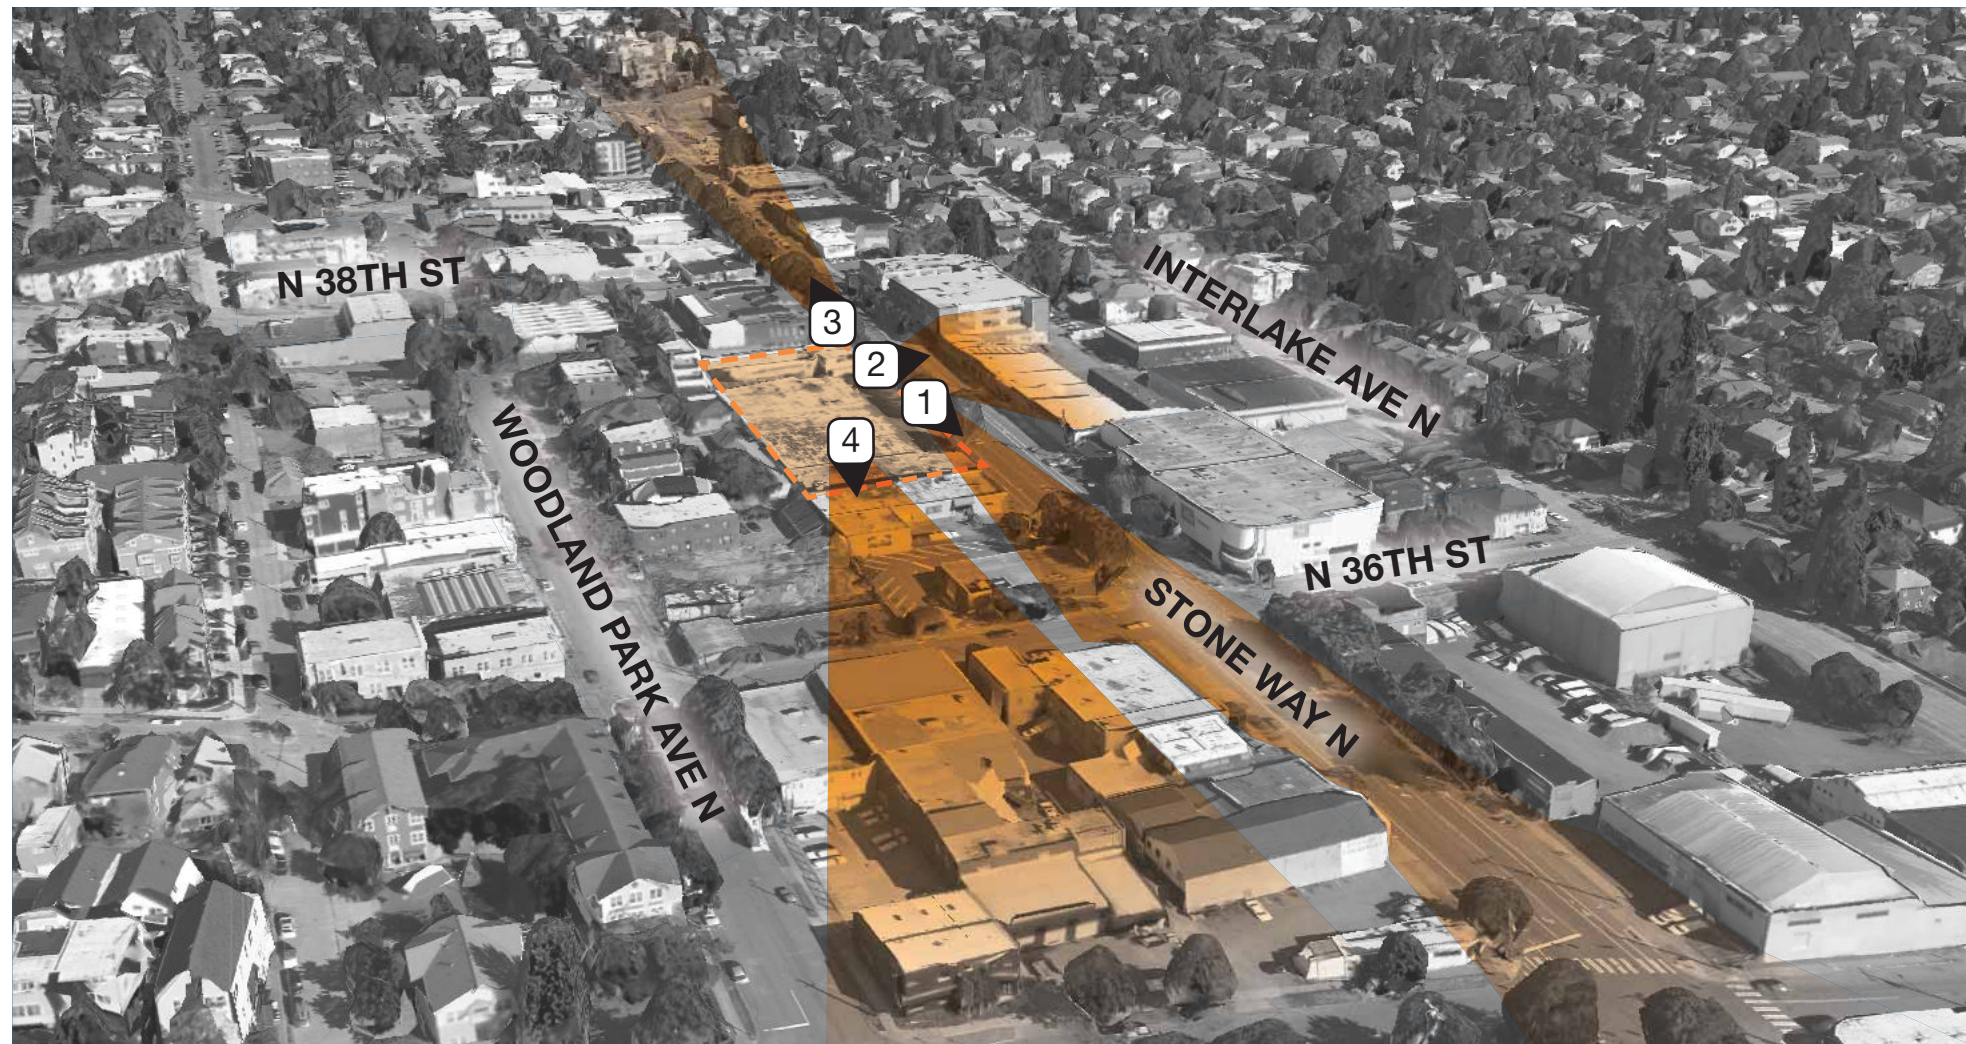 N 38TH ST
INTERLAKE AVE N
3
2
1
4
WOODLAND PARK AVE N
N 36TH ST
STONE WAY N